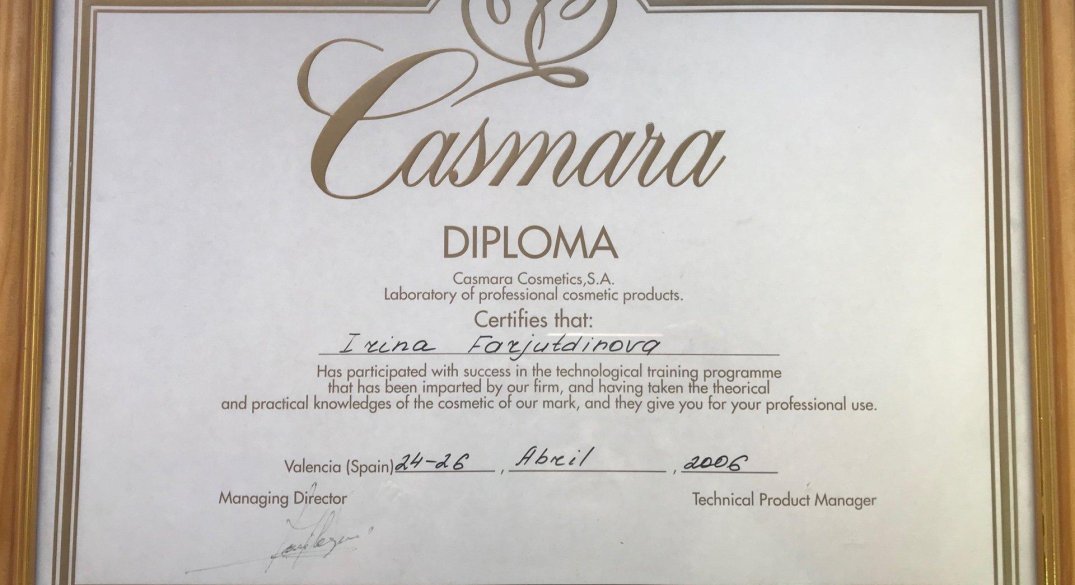 Casmara
DIPLOMA
Casmara Cosmetics,S.A.
Laboratory of professional cosmetic products.
Certifies that:
Irina Farjutdinova
Has participated with success in the technological training programme
that has been imparted by our firm, and having taken the theorical
and practical knowledges of the cosmetic of our mark, and they give you for your professional use.
Valencia (Spain) 24-26, Abril, 2006
Managing Director Technical Product Manager